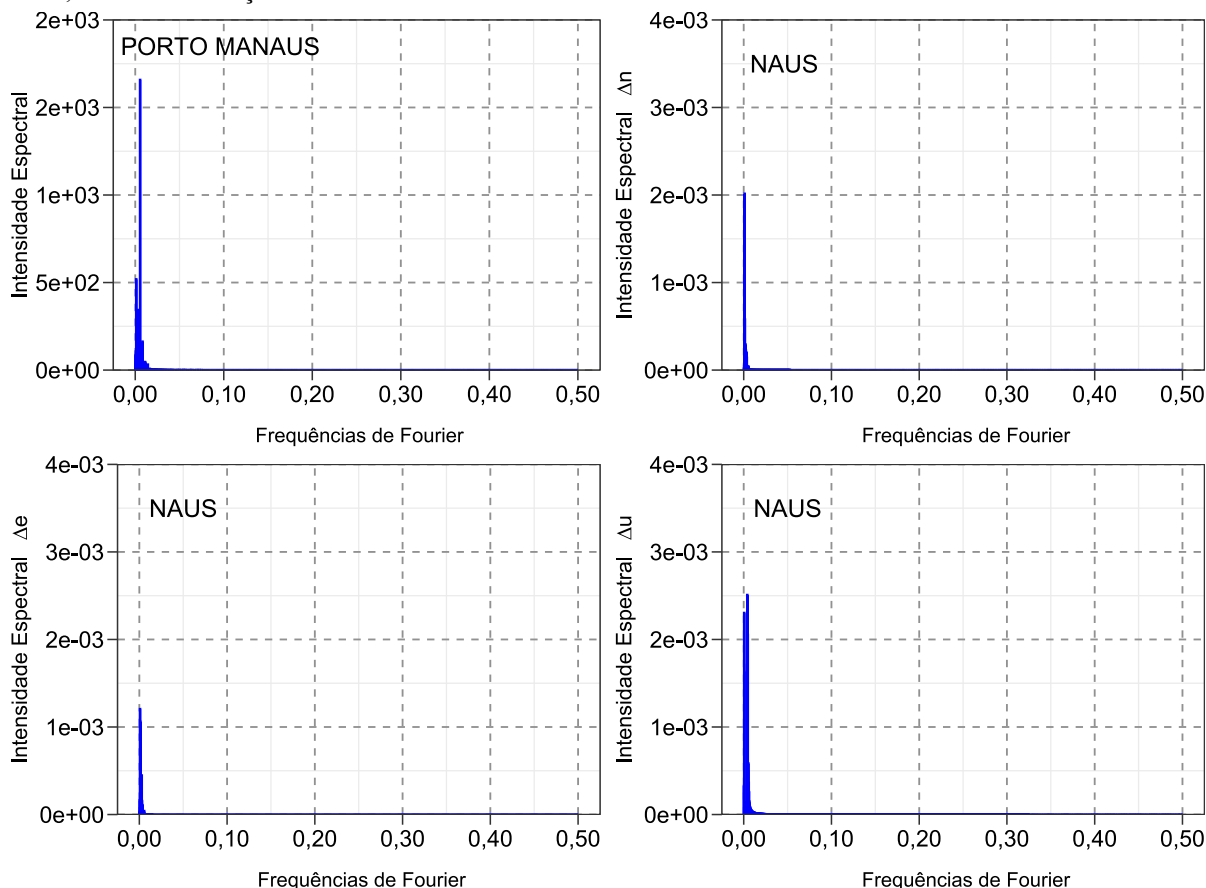 2e+03
PORTO MANAUS
2e+03
1e+03
5e+02
0e+00
Intensidade Espectral
0,00 0,10 0,20 0,30 0,40 0,50
Frequências de Fourier
4e-03
NAUS
3e-03
2e-03
1e-03
0e+00
Intensidade Espectral Δn
0,00 0,10 0,20 0,30 0,40 0,50
Frequências de Fourier
4e-03
NAUS
3e-03
2e-03
1e-03
0e+00
Intensidade Espectral Δe
0,00 0,10 0,20 0,30 0,40 0,50
Frequências de Fourier
4e-03
NAUS
3e-03
2e-03
1e-03
0e+00
Intensidade Espectral Δu
0,00 0,10 0,20 0,30 0,40 0,50
Frequências de Fourier